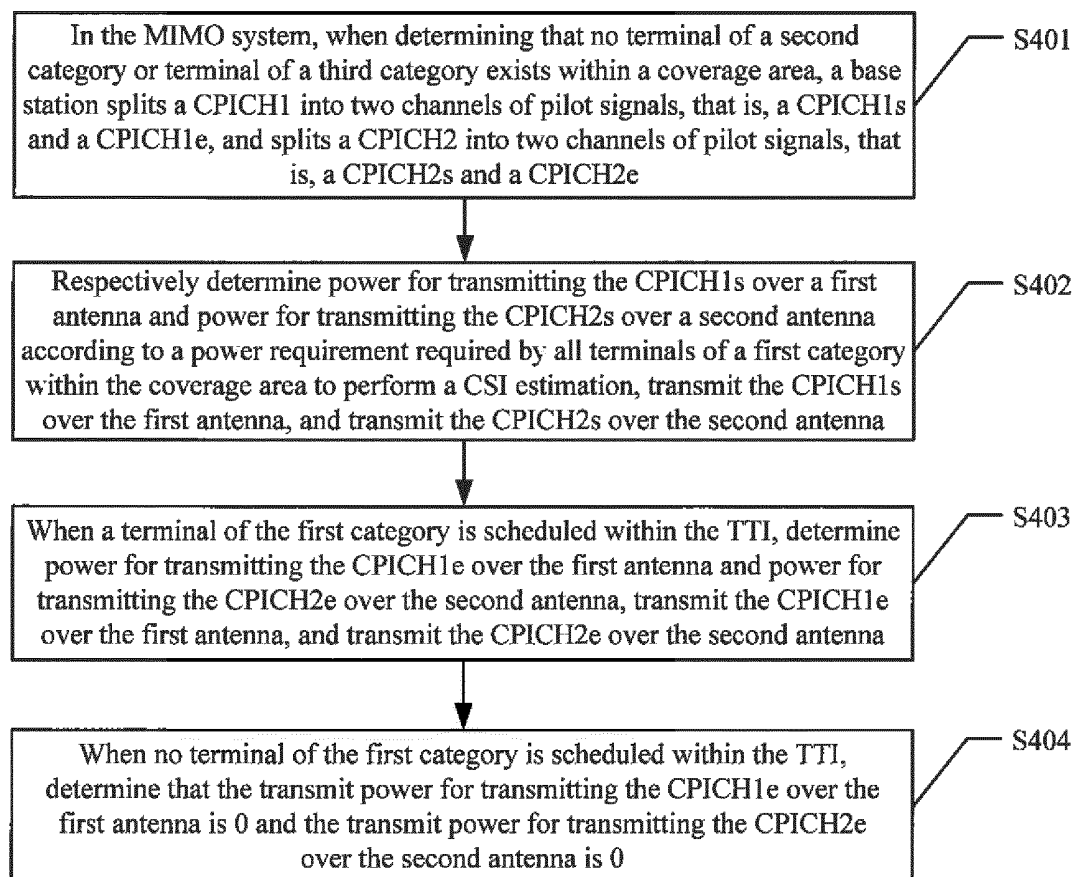 In the MIMO system, when determining that no terminal of a second
category or terminal of a third category exists within a coverage area, a base
station splits a CPICH1 into two channels of pilot signals, that is, a CPICH1s
and a CPICH1e, and splits a CPICH2 into two channels of pilot signals, that
is, a CPICH2s and a CPICH2e
S401
Respectively determine power for transmitting the CPICH1s over a first
antenna and power for transmitting the CPICH2s over a second antenna
according to a power requirement required by all terminals of a first category
within the coverage area to perform a CSI estimation, transmit the CPICH1s
over the first antenna, and transmit the CPICH2s over the second antenna
S402
When a terminal of the first category is scheduled within the TTI, determine
power for transmitting the CPICH1e over the first antenna and power for
transmitting the CPICH2e over the second antenna, transmit the CPICH1e
over the first antenna, and transmit the CPICH2e over the second antenna
S403
When no terminal of the first category is scheduled within the TTI,
determine that the transmit power for transmitting the CPICH1e over the
first antenna is 0 and the transmit power for transmitting the CPICH2e
over the second antenna is 0
S404